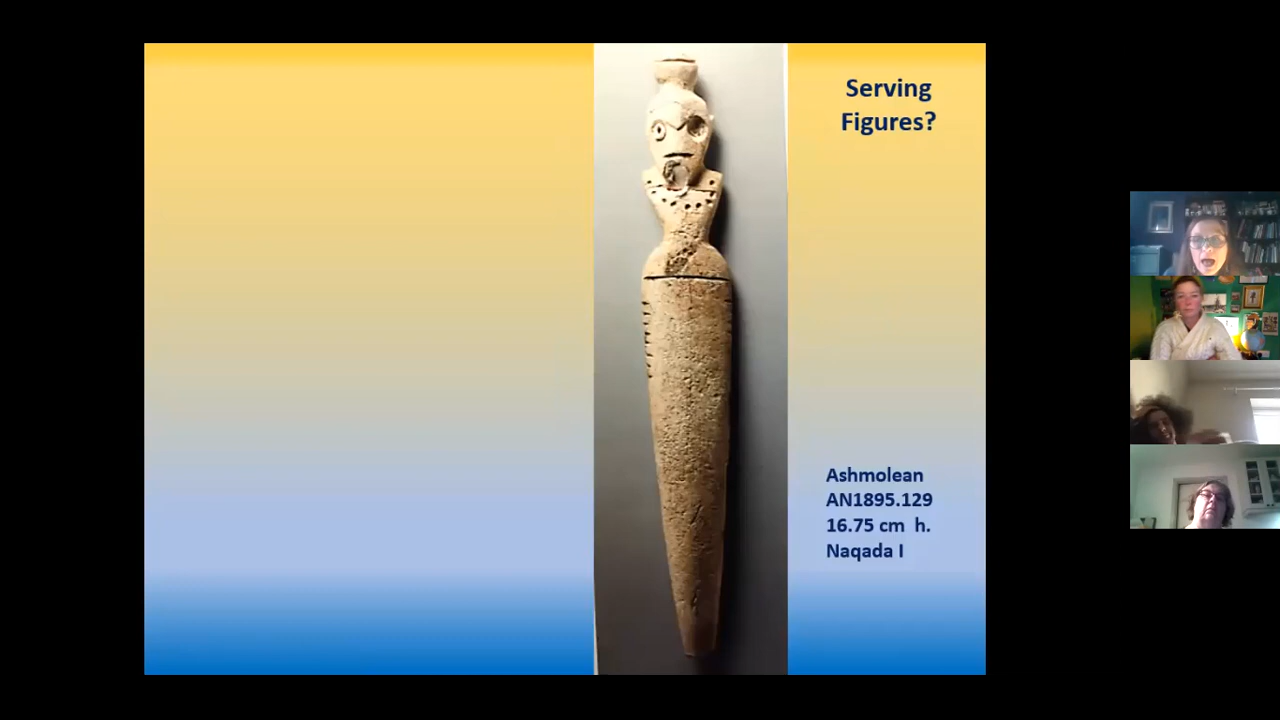 Serving
Figures?
Ashmolean
AN1895.129
16.75 cm  h.
Naqada I